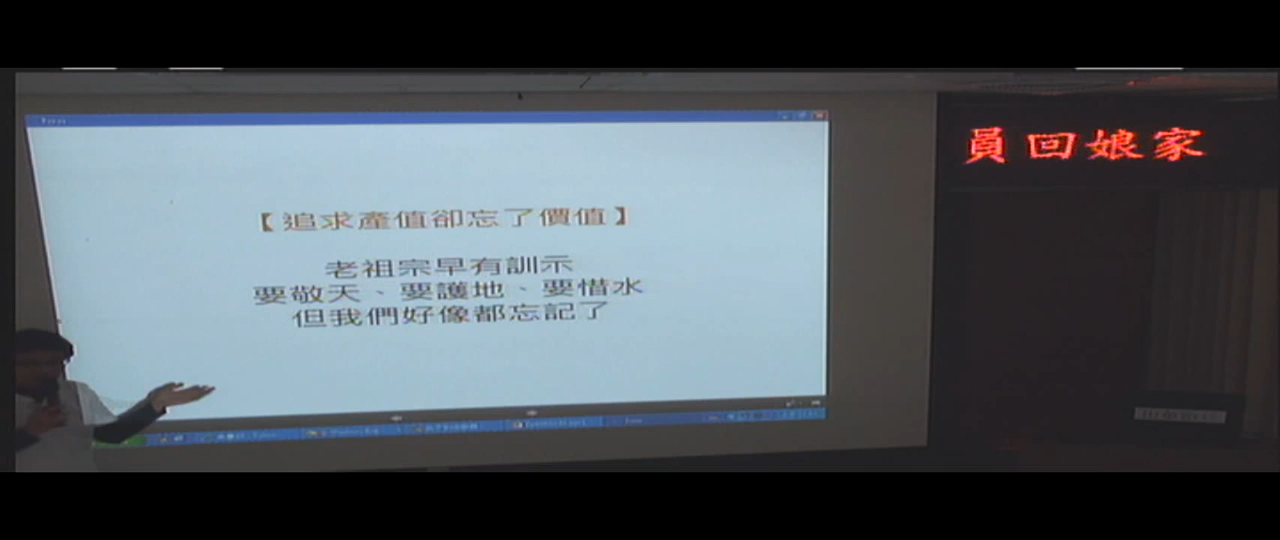 【追求產值卻忘了價值】
老祖宗早有訓示
要敬天、要護地、要惜水
但我們好像都忘記了
員回娘家